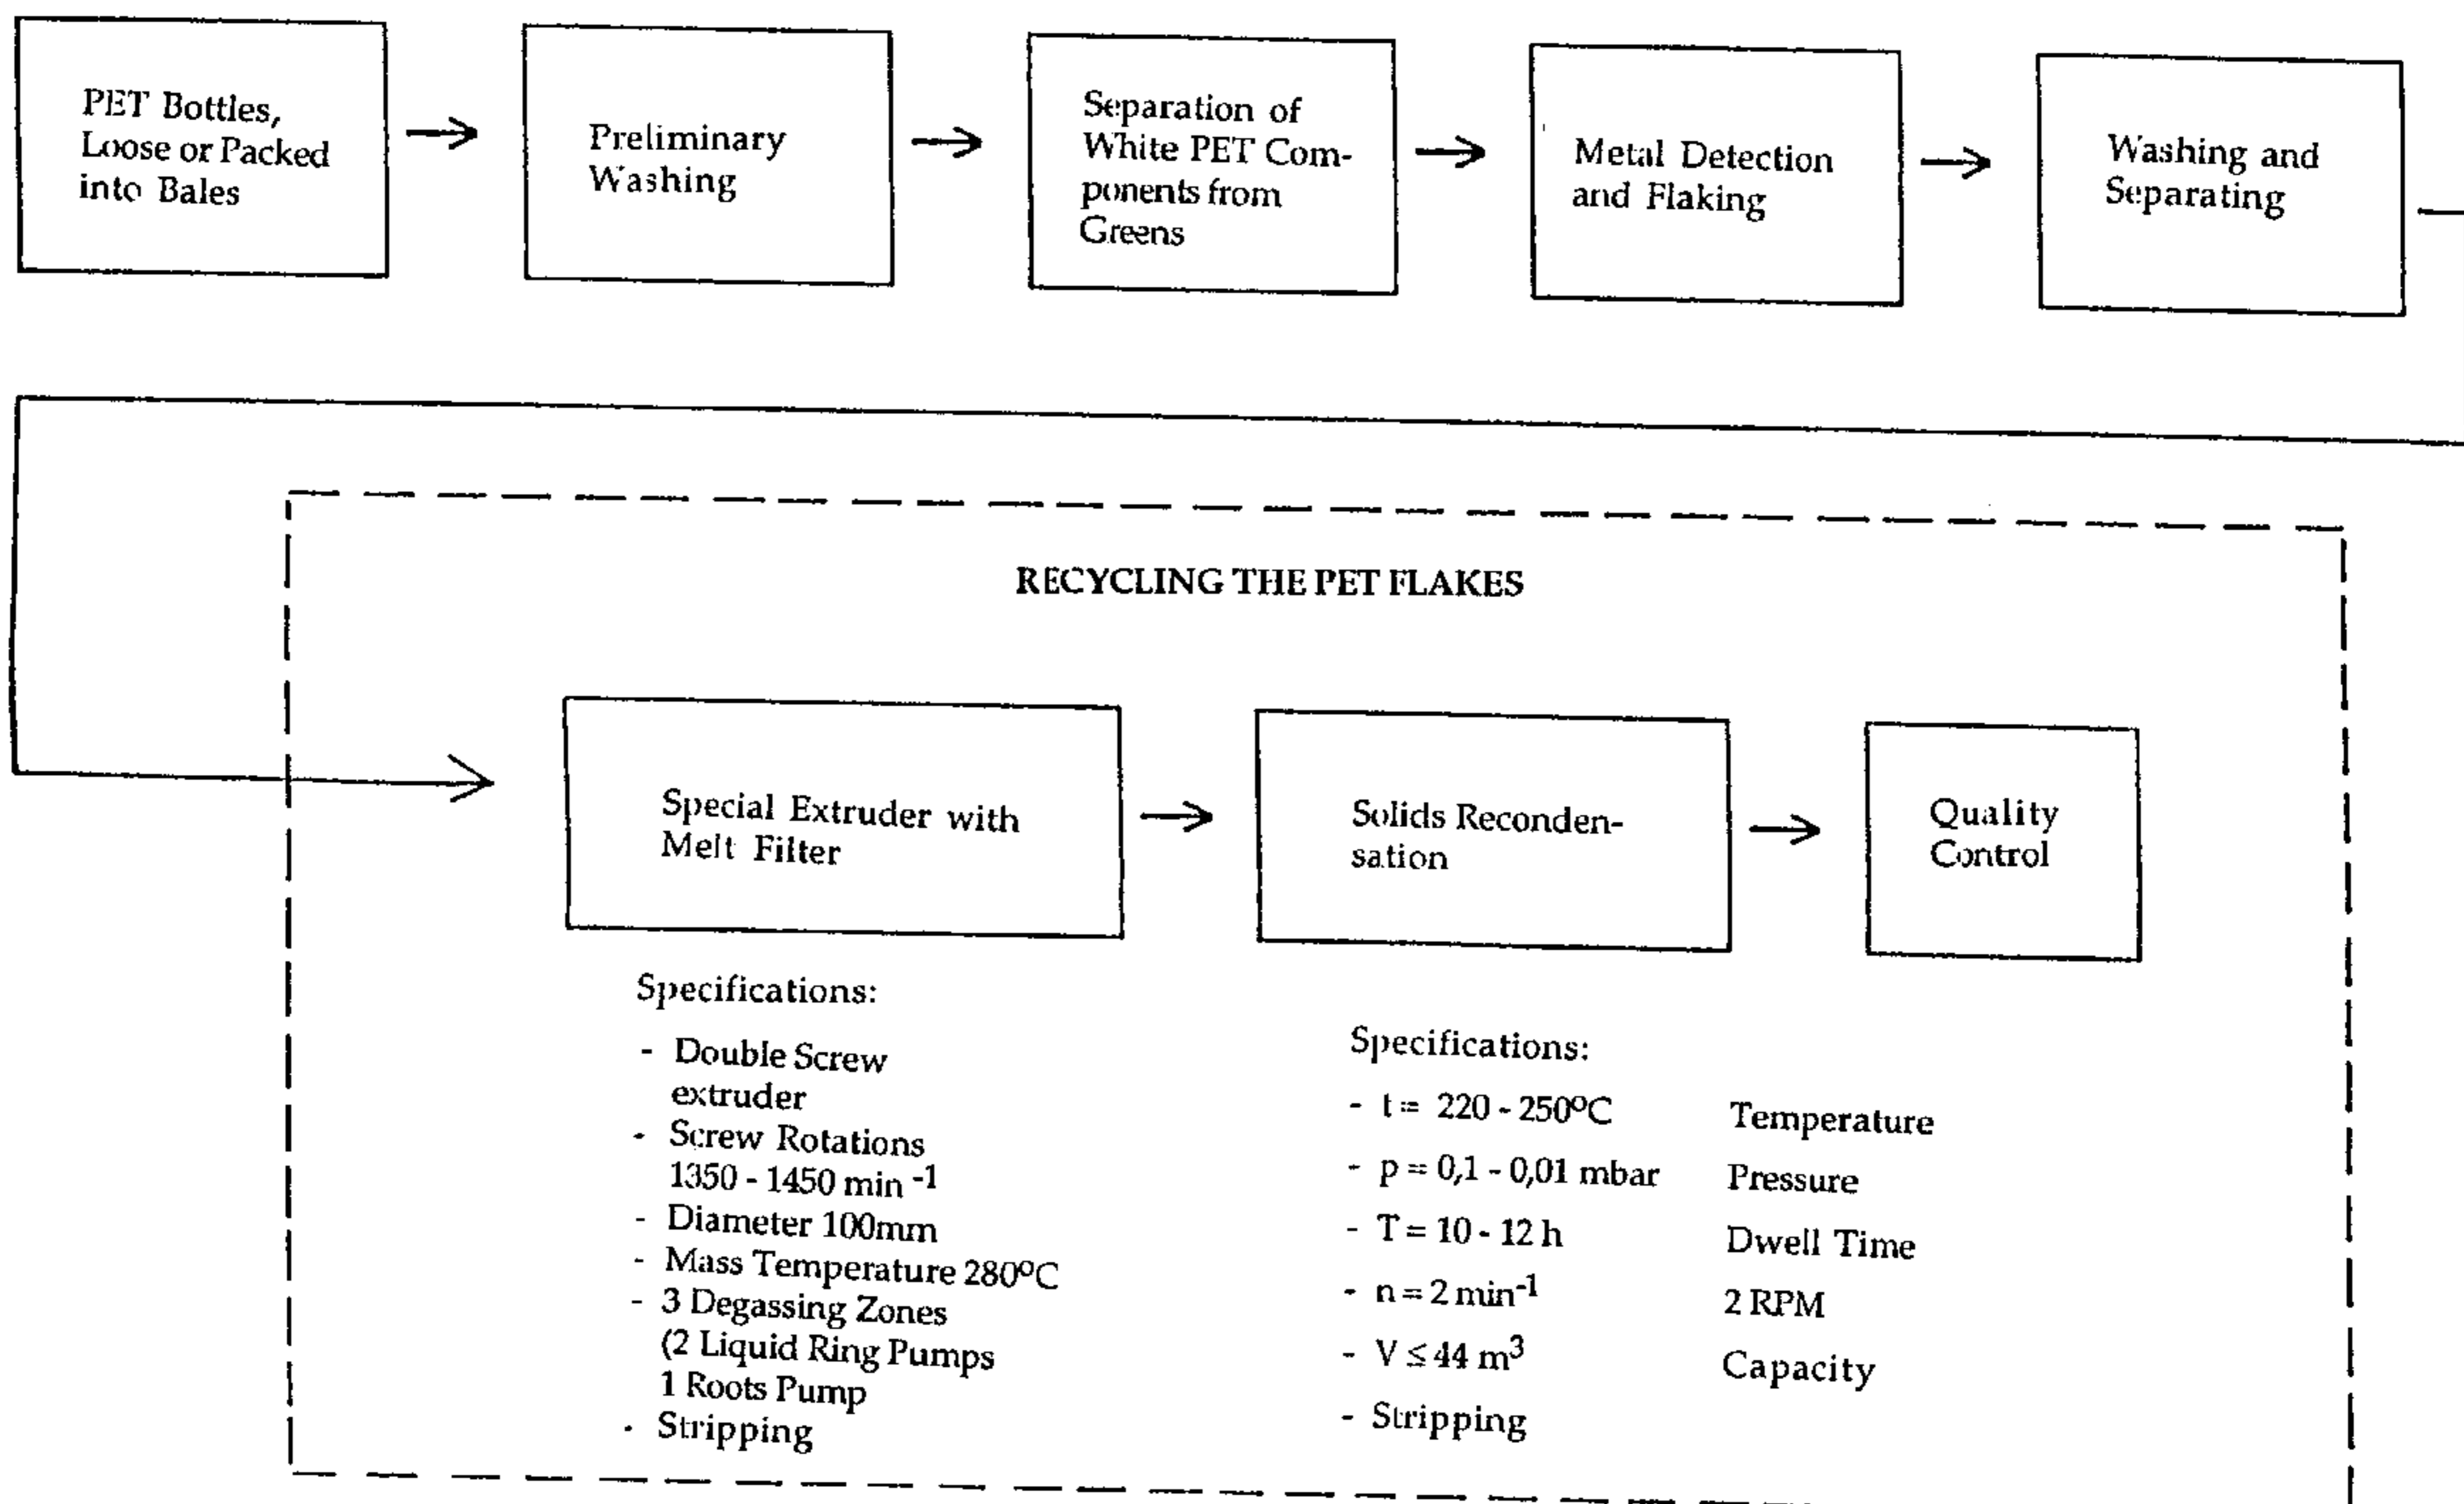 PET Bottles,
Loose or Packed
into Bales
Preliminary
Washing
Separation of
White PET Com-
ponents from
Greens
Metal Detection
and Flaking
Washing and
Separating
RECYCLING THE PET FLAKES
Special Extruder with
Melt Filter
Solids Reconden-
sation
Quality
Control
Specifications:
- Double Screw
extruder
- Screw Rotations
1350 - 1450 min -1
- Diameter 100mm
- Mass Temperature 280ºC
- 3 Degassing Zones
(2 Liquid Ring Pumps
1 Roots Pump
- Stripping
Specifications:
- t = 220 - 250ºC Temperature
- p = 0,1 - 0,01 mbar Pressure
- T = 10 - 12 h Dwell Time
- n = 2 min-1 2 RPM
- V ≤ 44 m3 Capacity
- Stripping